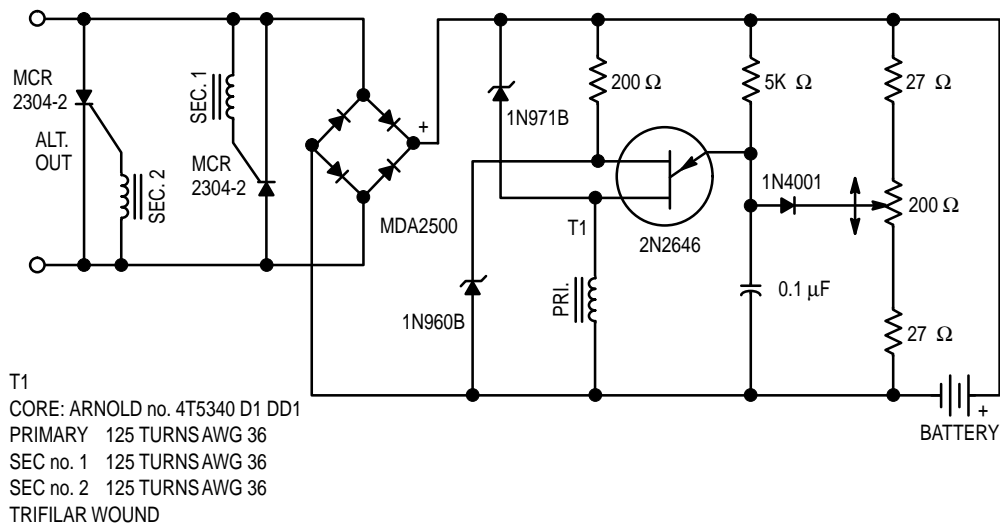 MCR
2304-2
ALT.
OUT
SEC. 2
SEC. 1
MCR
2304-2
+
MDA2500
1N971B
200 Ω
5K Ω
27 Ω
1N4001
200 Ω
T1
2N2646
PRI.
1N960B
0.1 µF
27 Ω
+
BATTERY
T1
CORE: ARNOLD no. 4T5340 D1 DD1
PRIMARY 125 TURNS AWG 36
SEC no. 1 125 TURNS AWG 36
SEC no. 2 125 TURNS AWG 36
TRIFILAR WOUND